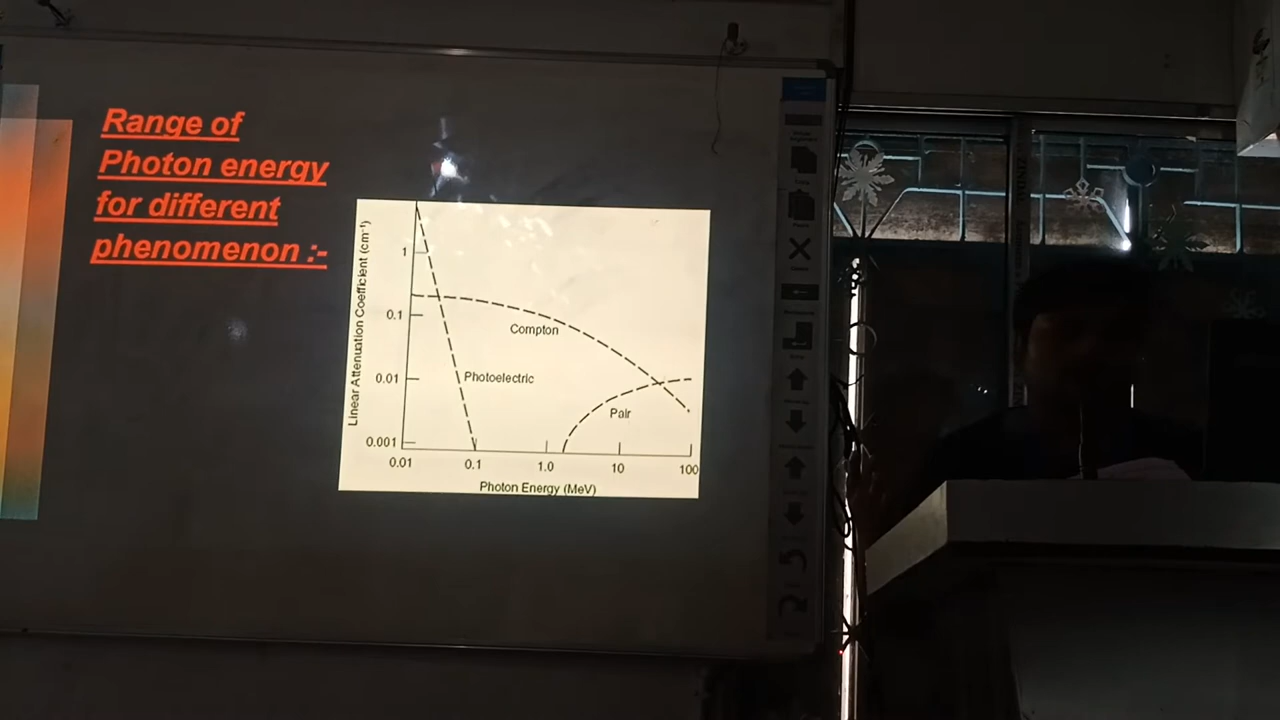 Range of
Photon energy
for different
phenomenon :-
Linear Attenuation Coefficient (cm⁻¹)
1
0.1
0.01
0.001
Compton
Photoelectric
Pair
0.01 0.1 1.0 10 100
Photon Energy (MeV)